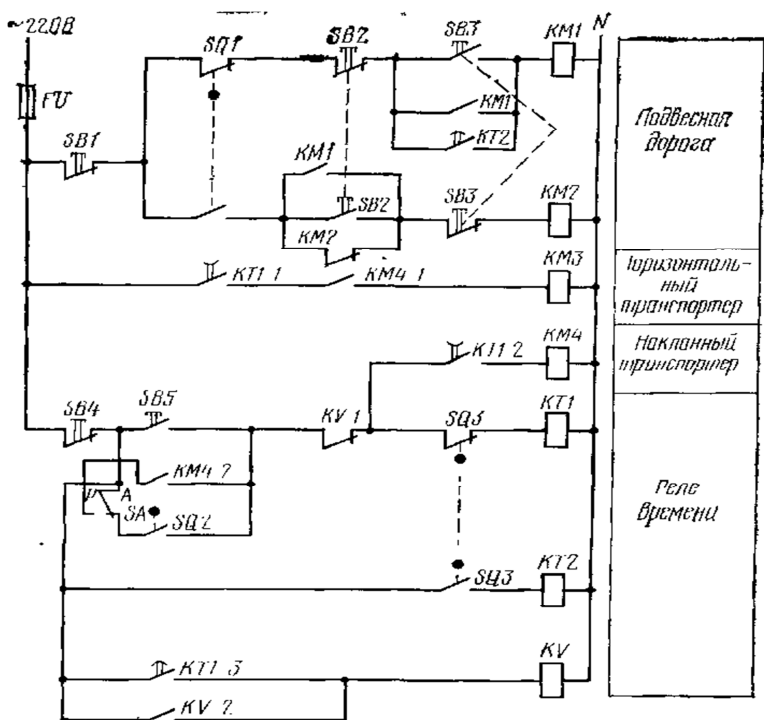 ~220В
SQ1
SB2
SB3
KM1
N
FU
SB1
KM1
KT2
KM1
SB2
KM2
SB3
KM2
Подвесная
дорога
KT1 1
KM4 1
KM3
Горизонталь-
ный
транспортер
KT1 2
KM4
Наклонный
транспортер
SB4
SB5
KV 1
SQ3
KT1
KM4 2
Р
А
SA
SQ2
Реле
времени
SQ3
KT2
KT1 3
KV
KV 2